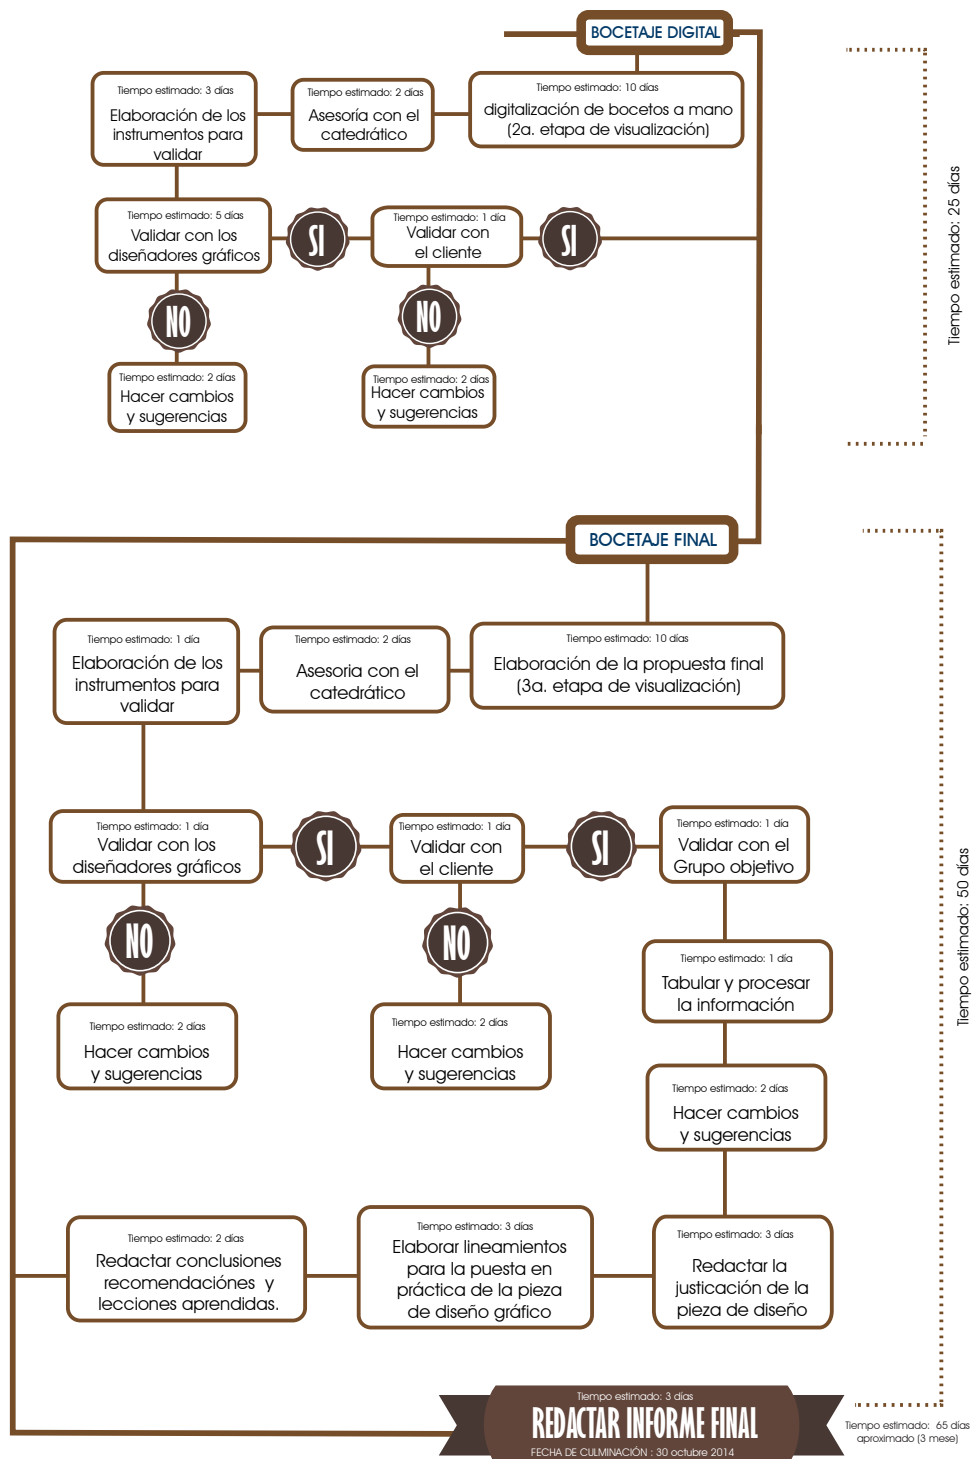 BOCETAJE DIGITAL
Tiempo estimado: 3 días
Elaboración de los
instrumentos para
validar
Tiempo estimado: 2 días
Asesoría con el
catedrático
Tiempo estimado: 10 días
digitalización de bocetos a mano
(2a. etapa de visualización)
Tiempo estimado: 5 días
Validar con los
diseñadores gráficos
SI
Tiempo estimado: 1 día
Validar con
el cliente
SI
NO
NO
Tiempo estimado: 2 días
Hacer cambios
y sugerencias
Tiempo estimado: 2 días
Hacer cambios
y sugerencias
Tiempo estimado: 25 días
BOCETAJE FINAL
Tiempo estimado: 1 día
Elaboración de los
instrumentos para
validar
Tiempo estimado: 2 días
Asesoria con el
catedrático
Tiempo estimado: 10 días
Elaboración de la propuesta final
(3a. etapa de visualización)
Tiempo estimado: 1 día
Validar con los
diseñadores gráficos
SI
Tiempo estimado: 1 día
Validar con
el cliente
SI
Tiempo estimado: 1 día
Validar con el
Grupo objetivo
NO
NO
Tiempo estimado: 1 día
Tabular y procesar
la información
Tiempo estimado: 2 días
Hacer cambios
y sugerencias
Tiempo estimado: 2 días
Hacer cambios
y sugerencias
Tiempo estimado: 2 días
Hacer cambios
y sugerencias
Tiempo estimado: 2 días
Redactar conclusiones
recomendaciónes y
lecciones aprendidas.
Tiempo estimado: 3 días
Elaborar lineamientos
para la puesta en
práctica de la pieza
de diseño gráfico
Tiempo estimado: 3 días
Redactar la
justicación de la
pieza de diseño
Tiempo estimado: 50 días
Tiempo estimado: 3 días
REDACTAR INFORME FINAL
FECHA DE CULMINACIÓN : 30 octubre 2014
Tiempo estimado: 65 días
aproximado (3 mese)